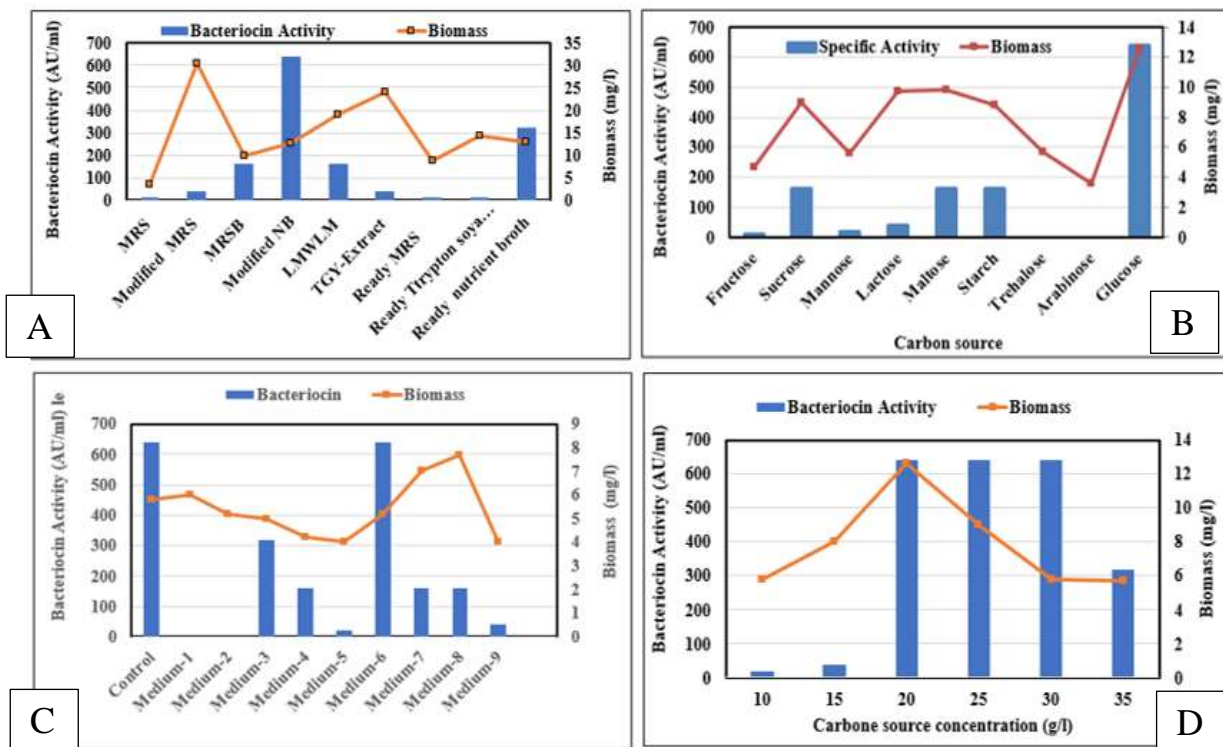 Bacteriocin Activity Biomass
Bacteriocin Activity (AU/ml)
700
600
500
400
300
200
100
0
35
30
25
20
15
10
5
0
Biomass (mg/l)
MRS
Modified MRS
MRSB
Modified NB
LMWLM
TGY-Extract
Ready MRS
Ready Ttrypton soya...
Ready nutrient broth
A
Specific Activity Biomass
Bacteriocin Activity (AU/ml)
700
600
500
400
300
200
100
0
14
12
10
8
6
4
2
0
Biomass (mg/l)
Fructose
Sucrose
Mannose
Lactose
Maltose
Starch
Trehalose
Arabinose
Glucose
Carbon source
B
Bacteriocin Biomass
Bacteriocin Activity (AU/ml) le
700
600
500
400
300
200
100
0
9
8
7
6
5
4
3
2
1
0
Biomass (mg/l)
Control
Medium-1
Medium-2
Medium-3
Medium-4
Medium-5
Medium-6
Medium-7
Medium-8
Medium-9
C
Bacteriocin Activity Biomass
Bacteriocin Activity (AU/ml)
700
600
500
400
300
200
100
0
14
12
10
8
6
4
2
0
Biomass (mg/l)
10 15 20 25 30 35
Carbone source concentration (g/l)
D